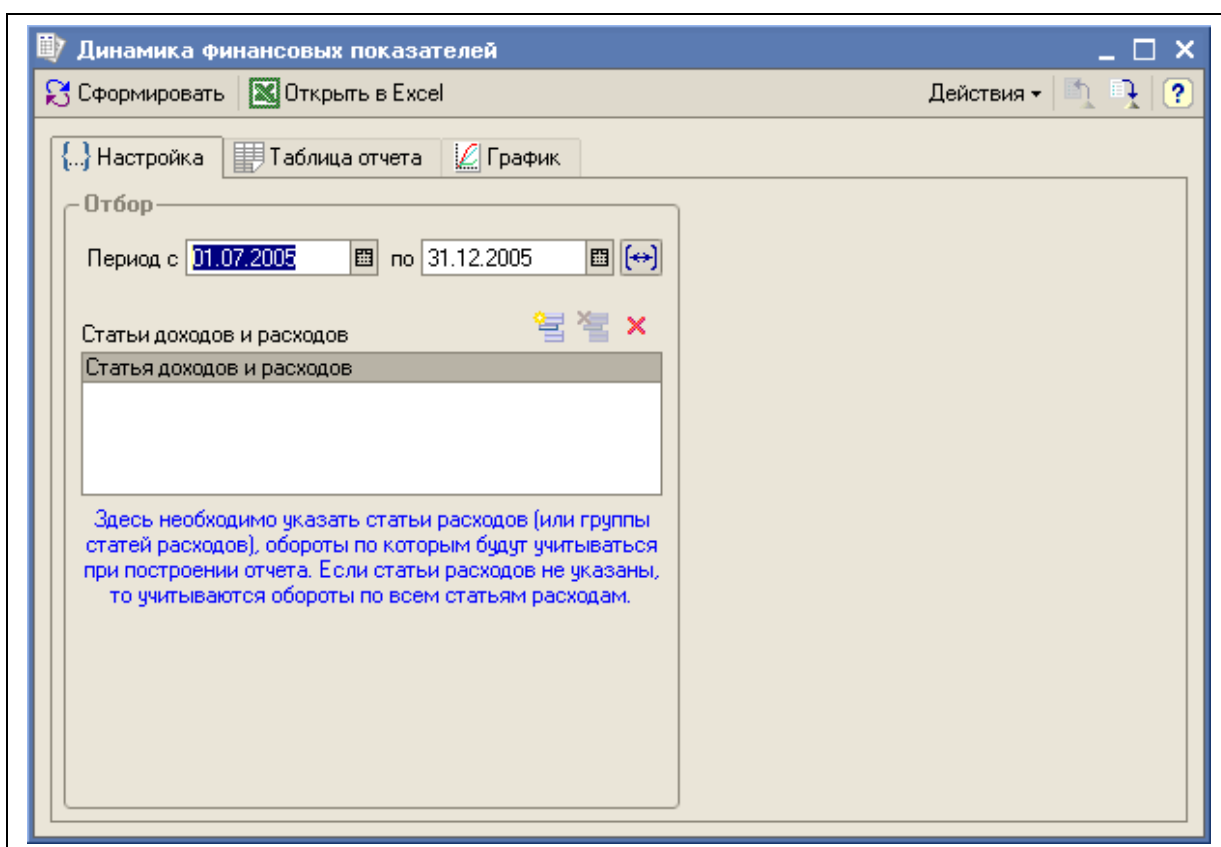 Динамика финансовых показателей
Сформировать Открыть в Excel Действия
{...} Настройка Таблица отчета График
Отбор
Период с 01.07.2005 по 31.12.2005
Статьи доходов и расходов
Статья доходов и расходов
Здесь необходимо указать статьи расходов (или группы
статей расходов), обороты по которым будут учитываться
при построении отчета. Если статьи расходов не указаны,
то учитываются обороты по всем статьям расходам.